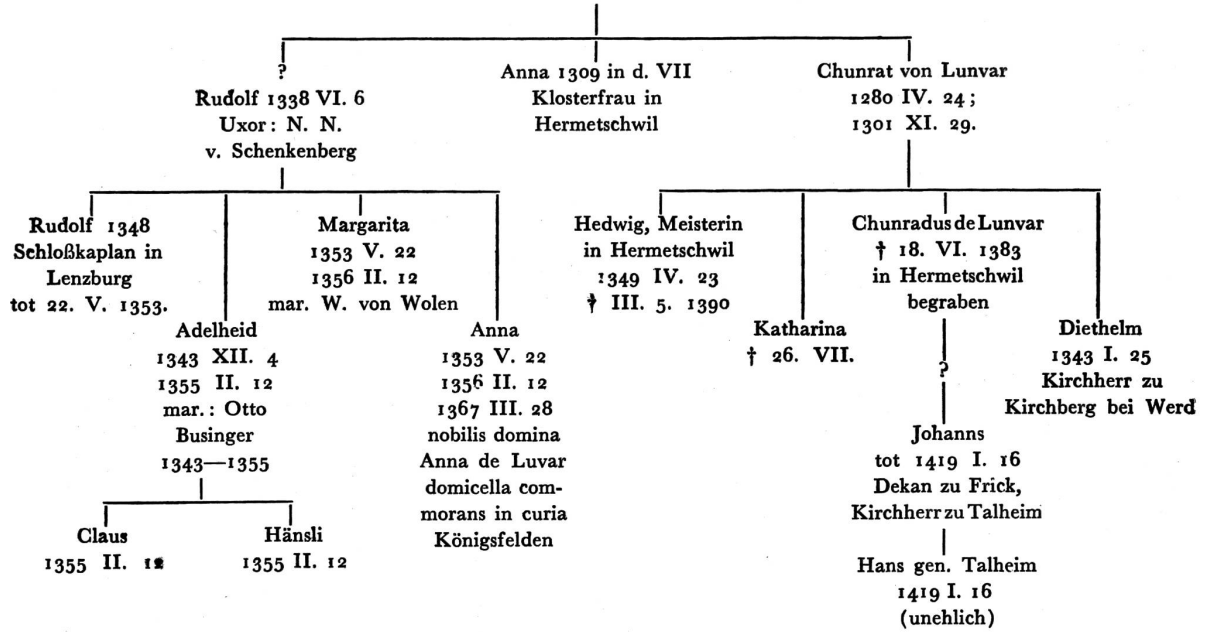 ?
Rudolf 1338 VI. 6
Uxor: N. N.
v. Schenkenberg
Anna 1309 in d. VII
Klosterfrau in
Hermetschwil
Chunrat von Lunvar
1280 IV. 24;
1301 XI. 29.
Rudolf 1348
Schloßkaplan in
Lenzburg
tot 22. V. 1353.
Adelheid
1343 XII. 4
1355 II. 12
mar.: Otto
Businger
1343—1355
Margarita
1353 V. 22
1356 II. 12
mar. W. von Wolen
Anna
1353 V. 22
1356 II. 12
1367 III. 28
nobilis domina
Anna de Luvar
domicella com-
morans in curia
Königsfelden
Claus
1355 II. 12
Hänsli
1355 II. 12
Hedwig, Meisterin
in Hermetschwil
1349 IV. 23
† III. 5. 1390
Katharina
† 26. VII.
Chunradus de Lunvar
† 18. VI. 1383
in Hermetschwil
begraben
?
Johanns
tot 1419 I. 16
Dekan zu Frick,
Kirchherr zu Talheim
Hans gen. Talheim
1419 I. 16
(unehlich)
Diethelm
1343 I. 25
Kirchherr zu
Kirchberg bei Werd